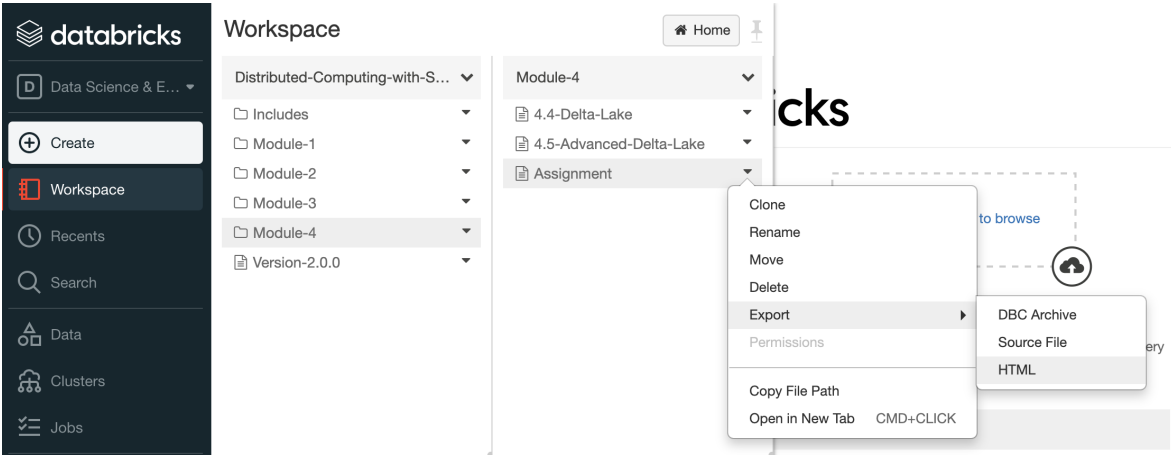 databricks
D Data Science & E...
Create
Workspace
Recents
Search
Data
Clusters
Jobs
Workspace
Home
Distributed-Computing-with-S...
Includes
Module-1
Module-2
Module-3
Module-4
Version-2.0.0
Module-4
4.4-Delta-Lake
4.5-Advanced-Delta-Lake
Assignment
Clone
Rename
Move
Delete
Export
Permissions
Copy File Path
Open in New Tab CMD+CLICK
DBC Archive
Source File
HTML
icks
to browse
ery